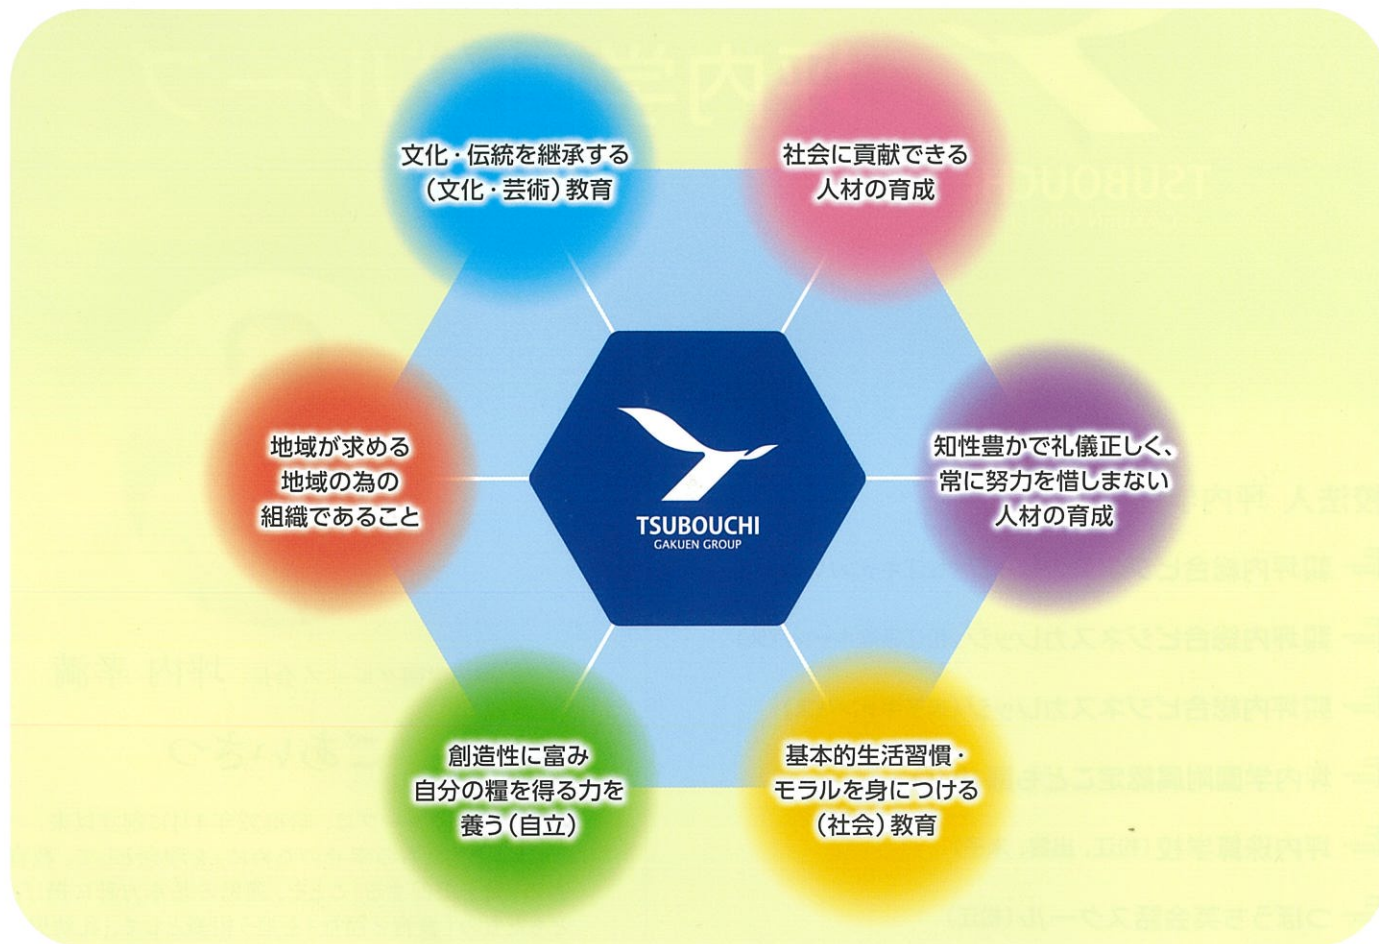 文化・伝統を継承する
（文化・芸術）教育
社会に貢献できる
人材の育成
地域が求める
地域の為の
組織であること
知性豊かで礼儀正しく、
常に努力を惜しまない
人材の育成
TSUBOUCHI
GAKUEN GROUP
創造性に富み
自分の糧を得る力を
養う（自立）
基本的生活習慣・
モラルを身につける
（社会）教育